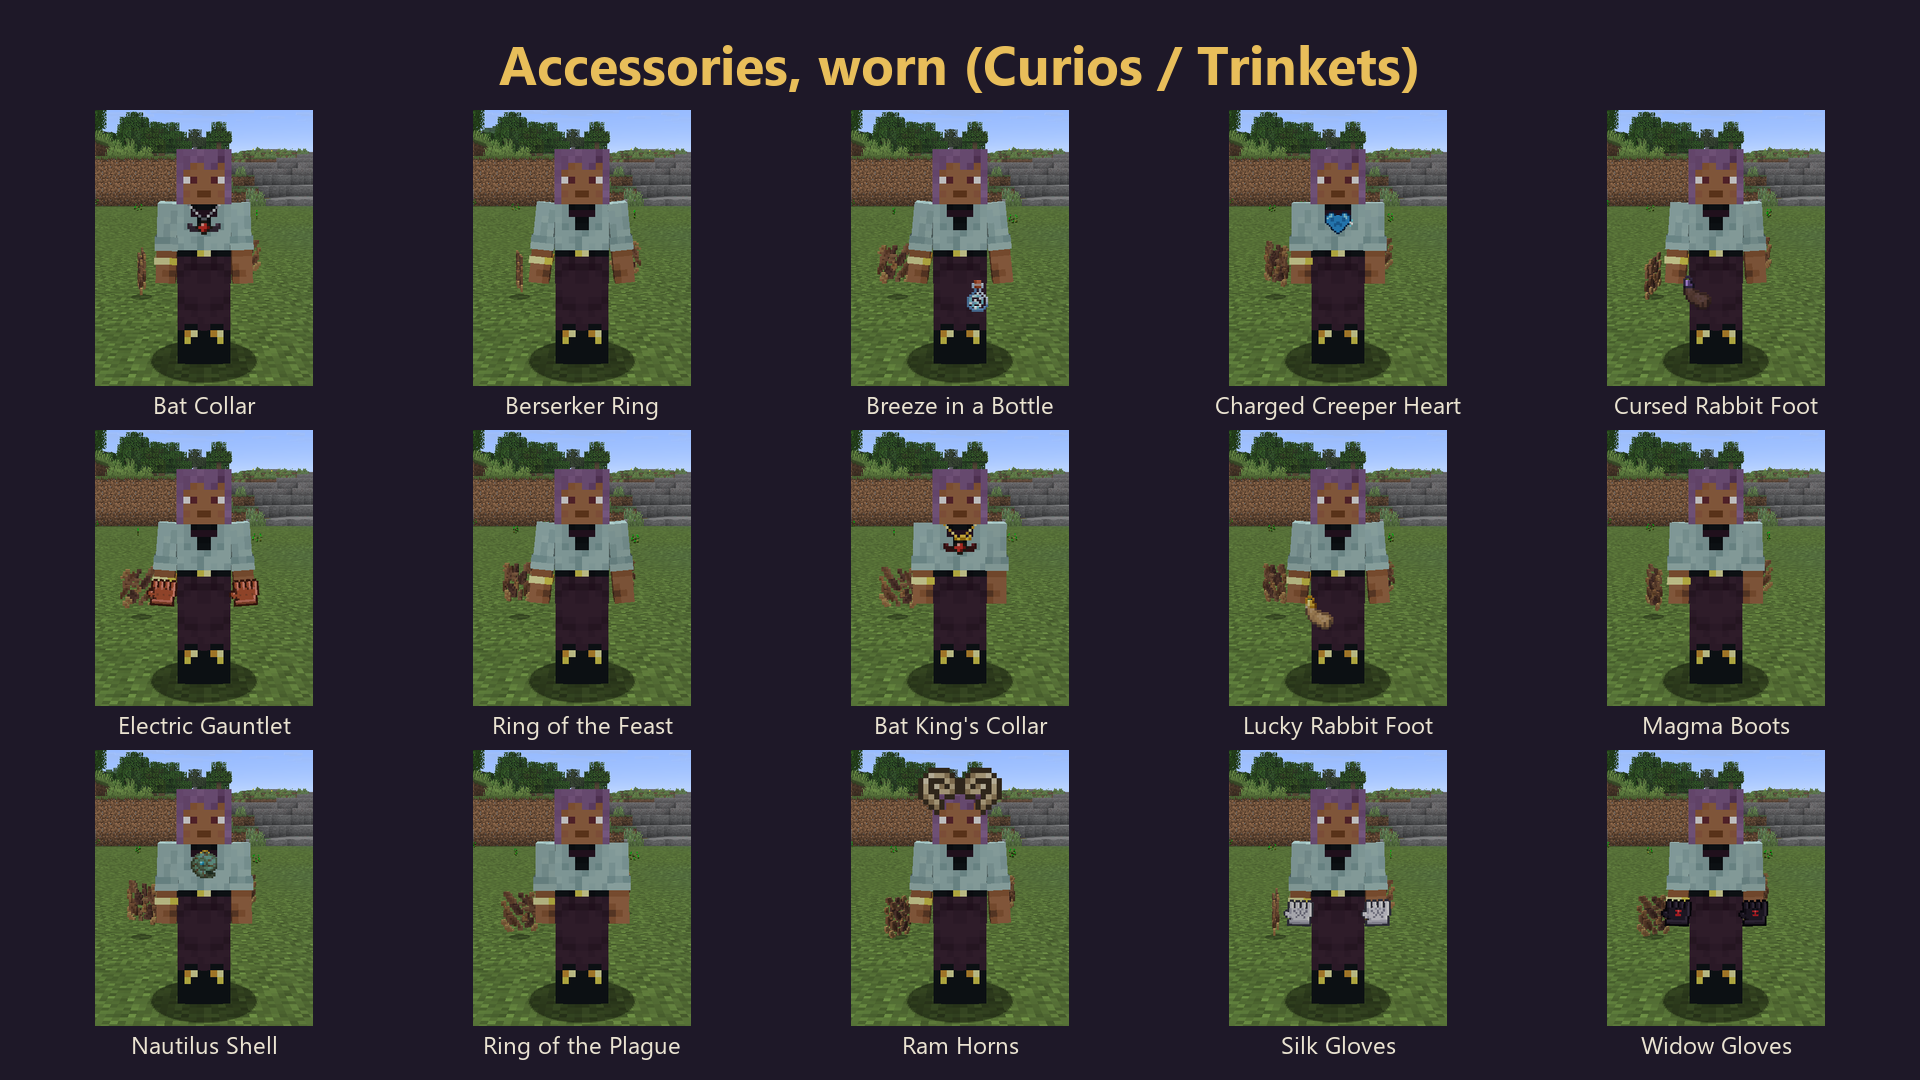 Accessories, worn (Curios / Trinkets)
Bat Collar
Berserker Ring
Breeze in a Bottle
Charged Creeper Heart
Cursed Rabbit Foot
Electric Gauntlet
Ring of the Feast
Bat King's Collar
Lucky Rabbit Foot
Magma Boots
Nautilus Shell
Ring of the Plague
Ram Horns
Silk Gloves
Widow Gloves